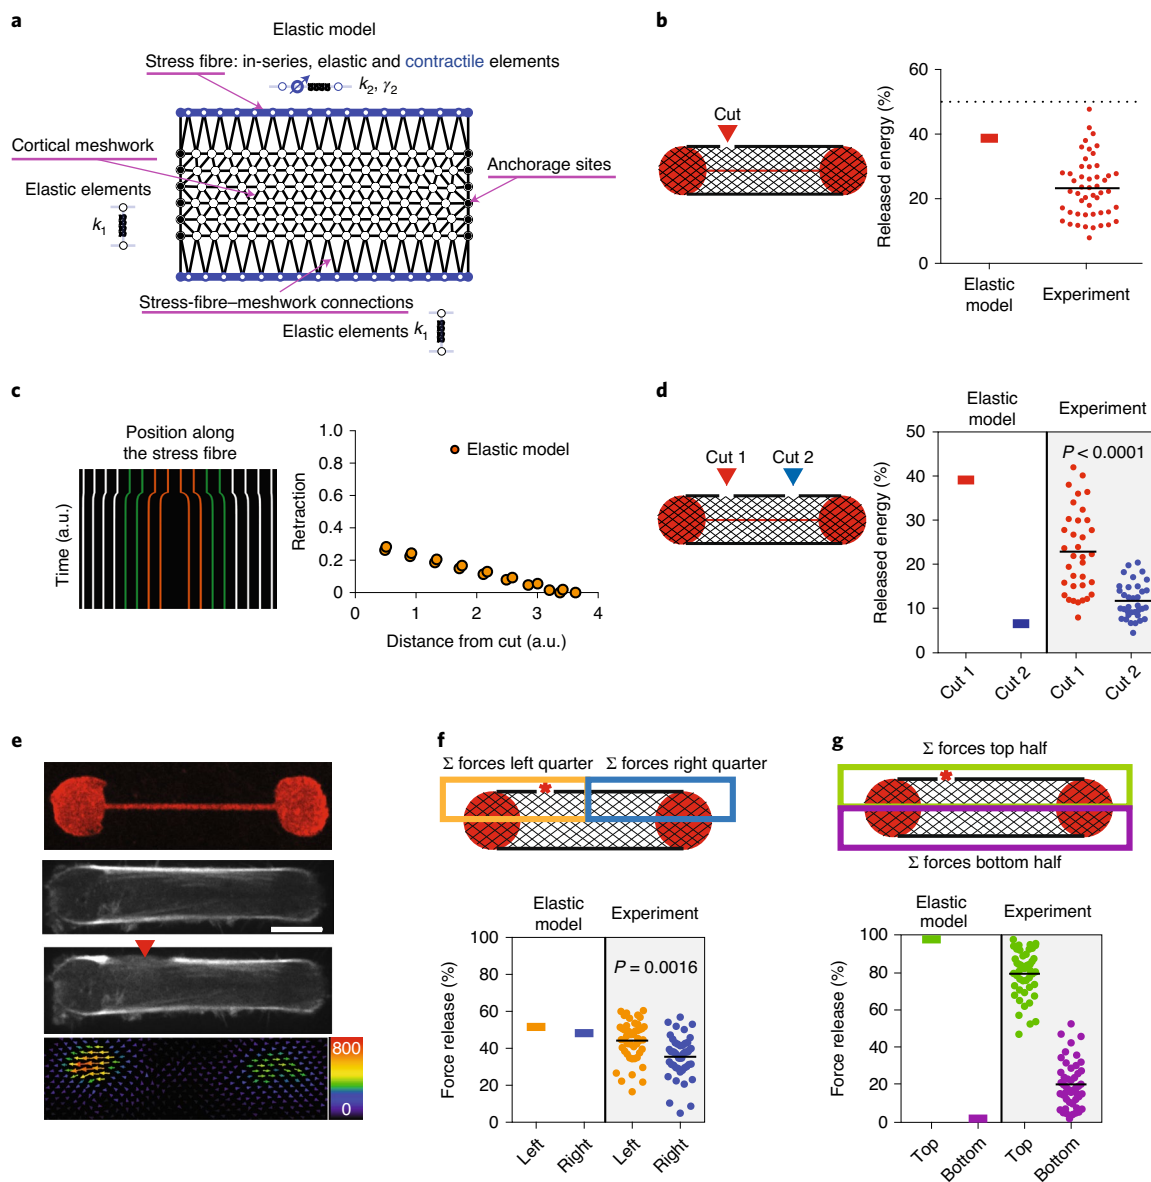 a
Elastic model
Stress fibre: in-series, elastic and contractile elements
k2, γ2
Cortical meshwork
Elastic elements
k1
Anchorage sites
Stress-fibre–meshwork connections
Elastic elements k1
b
Cut
Released energy (%)
60
40
20
0
Elastic
model
Experiment
c
Position along
the stress fibre
Time (a.u.)
Retraction
1.0
0.8
0.6
0.4
0.2
0
Elastic model
0 1 2 3 4
Distance from cut (a.u.)
d
Cut 1 Cut 2
Elastic
model
Experiment
P < 0.0001
Released energy (%)
50
40
30
20
10
0
Cut 1 Cut 2 Cut 1 Cut 2
e
800
0
f
Σ forces left quarter Σ forces right quarter
Elastic
model
Experiment
P = 0.0016
Force release (%)
100
80
60
40
20
0
Left Right Left Right
g
Σ forces top half
Σ forces bottom half
Elastic
model
Experiment
Force release (%)
100
80
60
40
20
0
Top Bottom Top Bottom